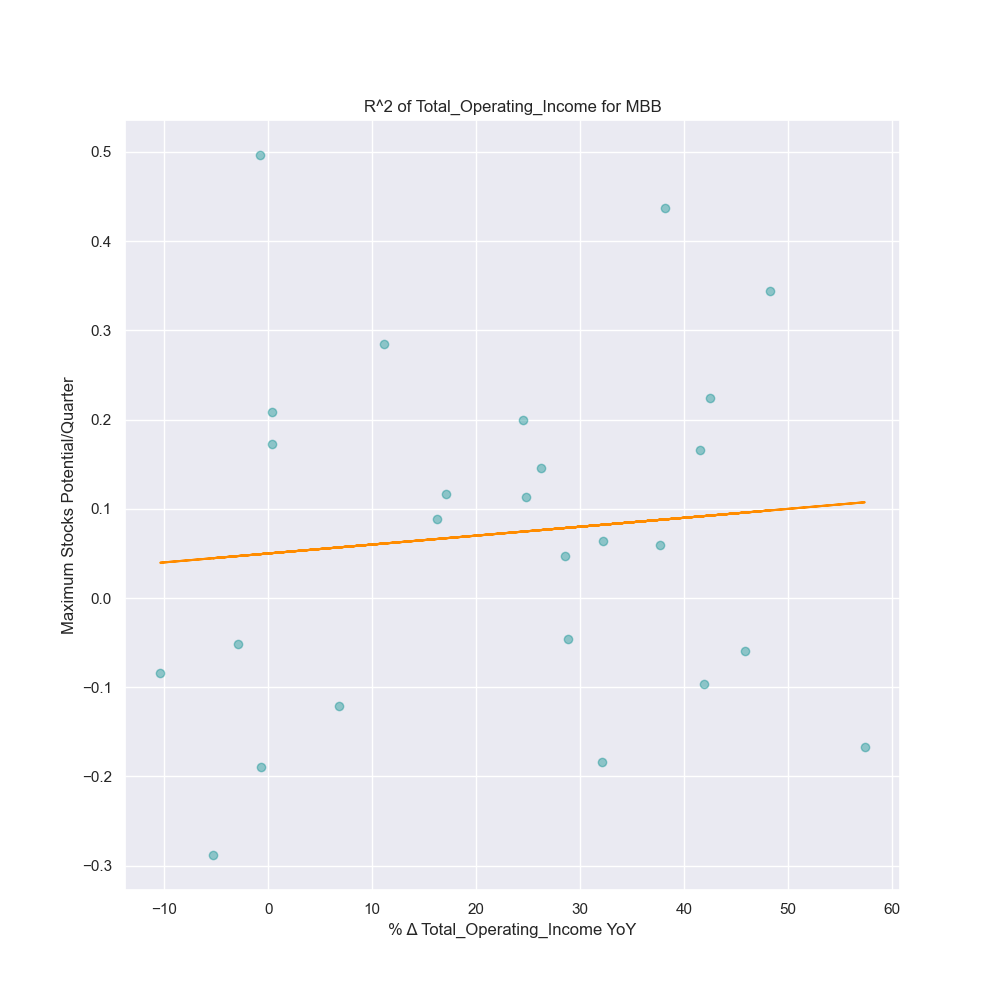 R^2 of Total_Operating_Income for MBB
Maximum Stocks Potential/Quarter
0.5
0.4
0.3
0.2
0.1
0.0
−0.1
−0.2
−0.3
−10 0 10 20 30 40 50 60
% Δ Total_Operating_Income YoY